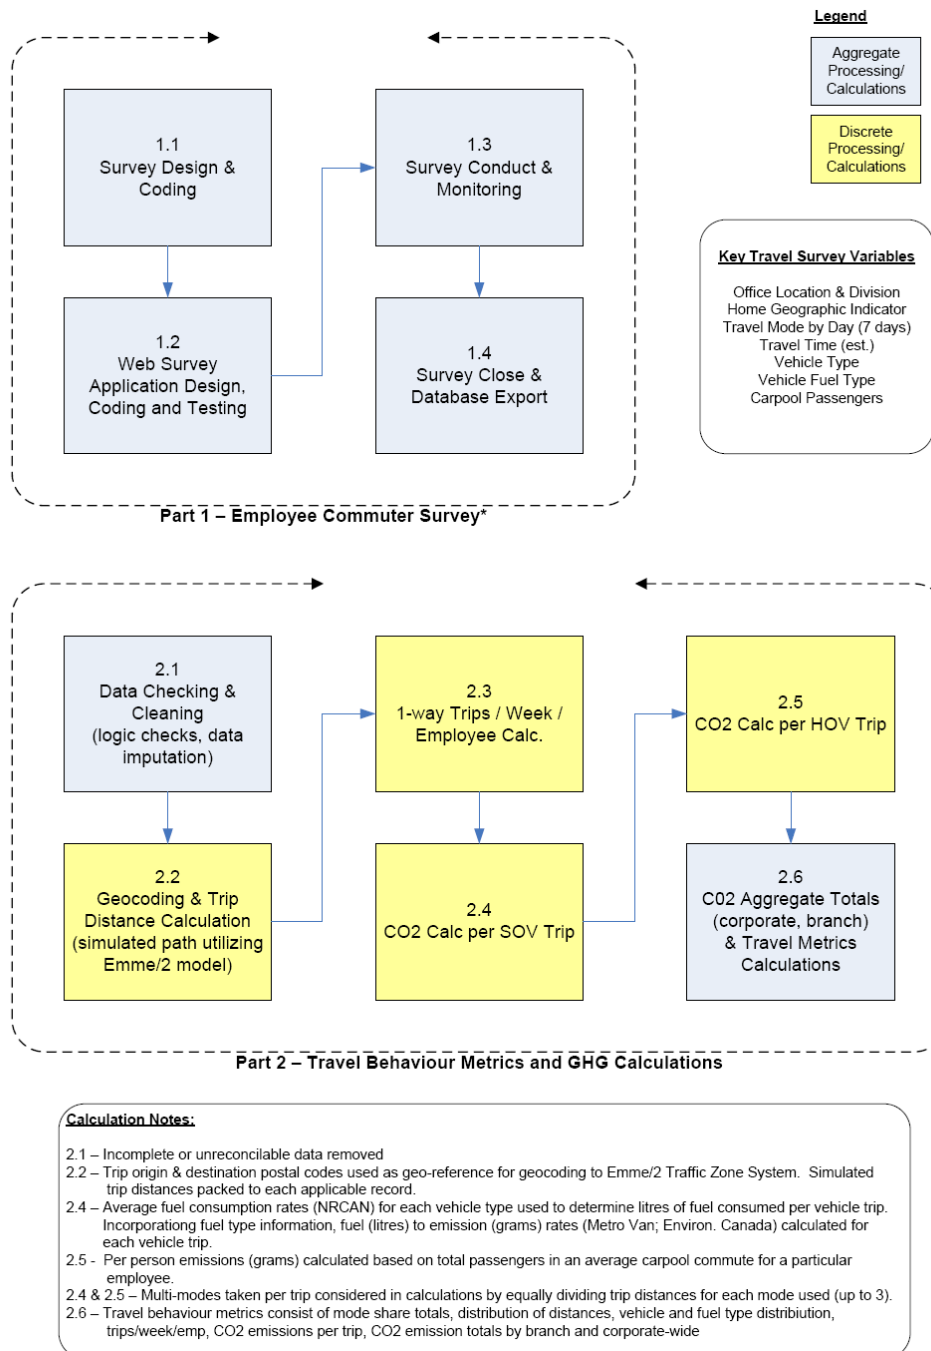 Legend
Aggregate
Processing/
Calculations
Discrete
Processing/
Calculations
1.1
Survey Design &
Coding
1.3
Survey Conduct &
Monitoring
1.2
Web Survey
Application Design,
Coding and Testing
1.4
Survey Close &
Database Export
Key Travel Survey Variables
Office Location & Division
Home Geographic Indicator
Travel Mode by Day (7 days)
Travel Time (est.)
Vehicle Type
Vehicle Fuel Type
Carpool Passengers
Part 1 – Employee Commuter Survey*
2.1
Data Checking &
Cleaning
(logic checks, data
imputation)
2.3
1-way Trips / Week /
Employee Calc.
2.5
CO2 Calc per HOV Trip
2.2
Geocoding & Trip
Distance Calculation
(simulated path utilizing
Emme/2 model)
2.4
CO2 Calc per SOV Trip
2.6
C02 Aggregate Totals
(corporate, branch)
& Travel Metrics
Calculations
Part 2 – Travel Behaviour Metrics and GHG Calculations
Calculation Notes:
2.1 – Incomplete or unreconcilable data removed
2.2 – Trip origin & destination postal codes used as geo-reference for geocoding to Emme/2 Traffic Zone System.  Simulated
trip distances packed to each applicable record.
2.4 – Average fuel consumption rates (NRCAN) for each vehicle type used to determine litres of fuel consumed per vehicle trip.
Incorporationg fuel type information, fuel (litres) to emission (grams) rates (Metro Van; Environ. Canada) calculated for
each vehicle trip.
2.5 - Per person emissions (grams) calculated based on total passengers in an average carpool commute for a particular
employee.
2.4 & 2.5 – Multi-modes taken per trip considered in calculations by equally dividing trip distances for each mode used (up to 3).
2.6 – Travel behaviour metrics consist of mode share totals, distribution of distances, vehicle and fuel type distribiution,
trips/week/emp, CO2 emissions per trip, CO2 emission totals by branch and corporate-wide